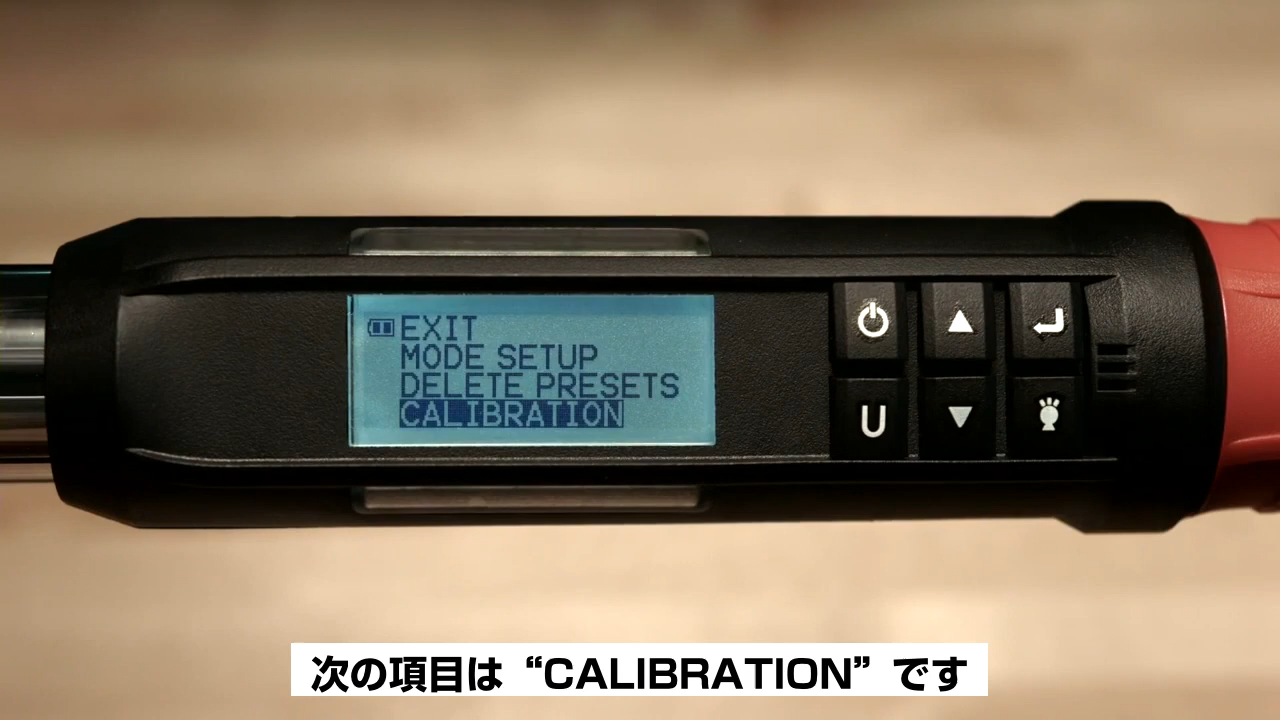 EXIT
MODE SETUP
DELETE PRESETS
CALIBRATION
U
次の項目は“CALIBRATION”です